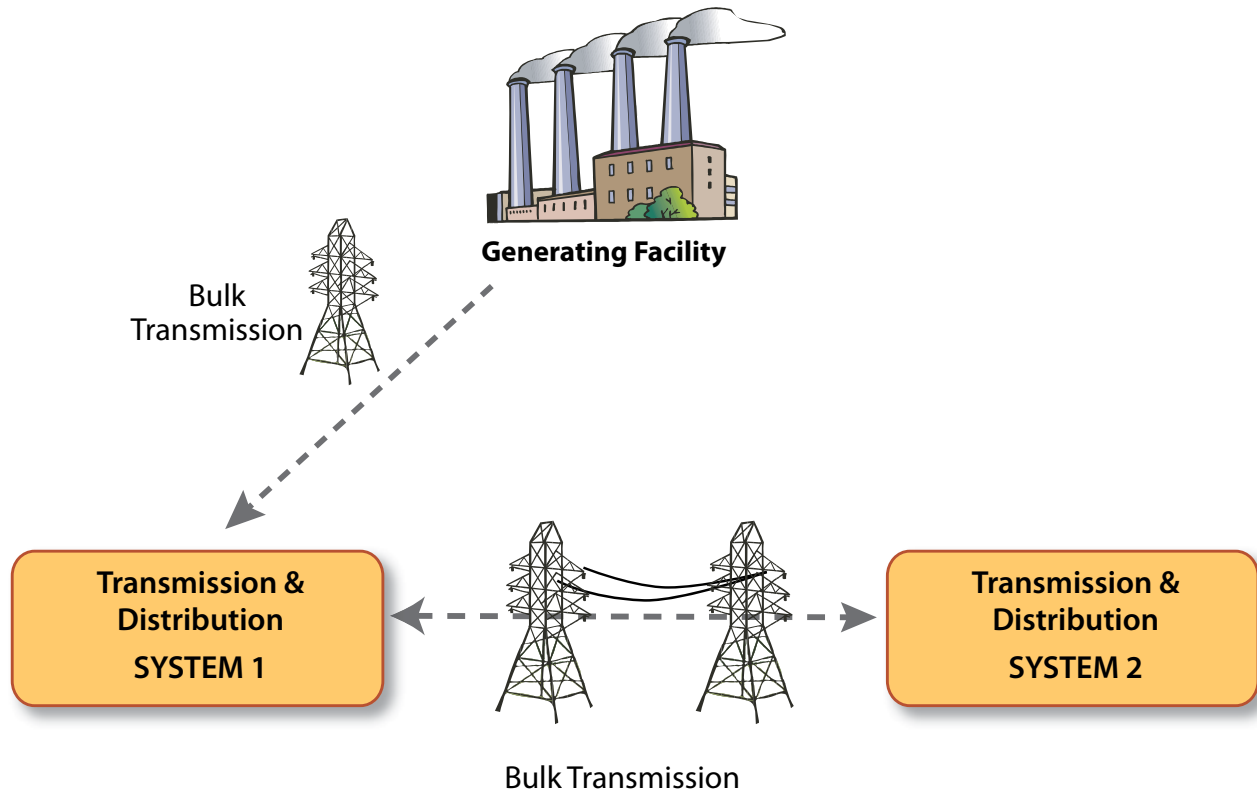 Generating Facility
Bulk
Transmission
Transmission &
Distribution
SYSTEM 1
Transmission &
Distribution
SYSTEM 2
Bulk Transmission